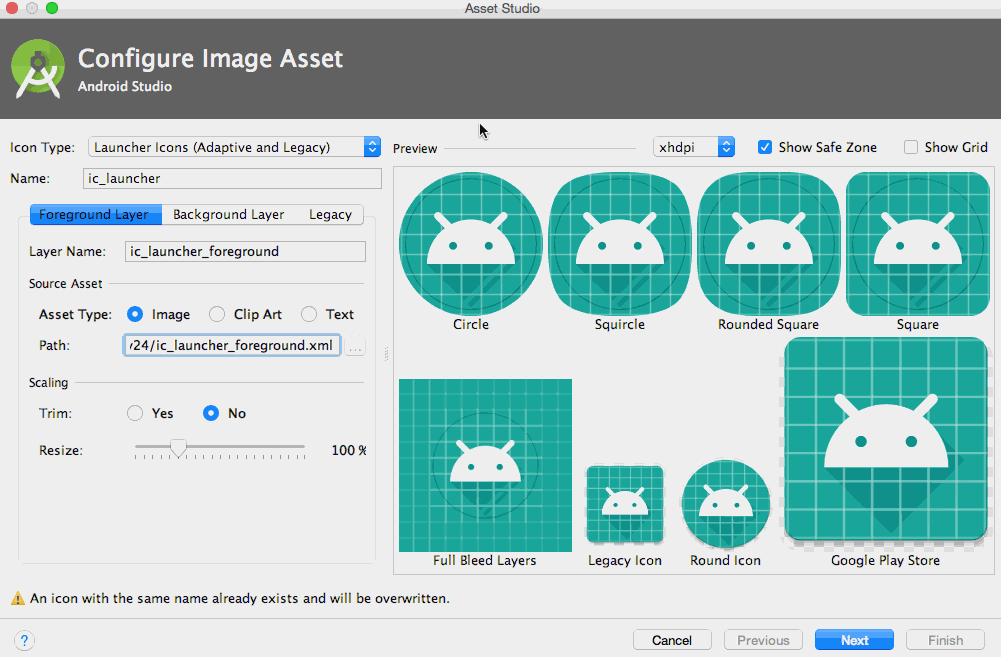 Asset Studio
Configure Image Asset
Android Studio
Icon Type: Launcher Icons (Adaptive and Legacy)
Name: ic_launcher
Foreground Layer Background Layer Legacy
Layer Name: ic_launcher_foreground
Source Asset
Asset Type: Image Clip Art Text
Path: v24/ic_launcher_foreground.xml ...
Scaling
Trim: Yes No
Resize: 100 %
Preview xhdpi Show Safe Zone Show Grid
Circle Squircle Rounded Square Square
Full Bleed Layers Legacy Icon Round Icon Google Play Store
An icon with the same name already exists and will be overwritten.
? Cancel Previous Next Finish